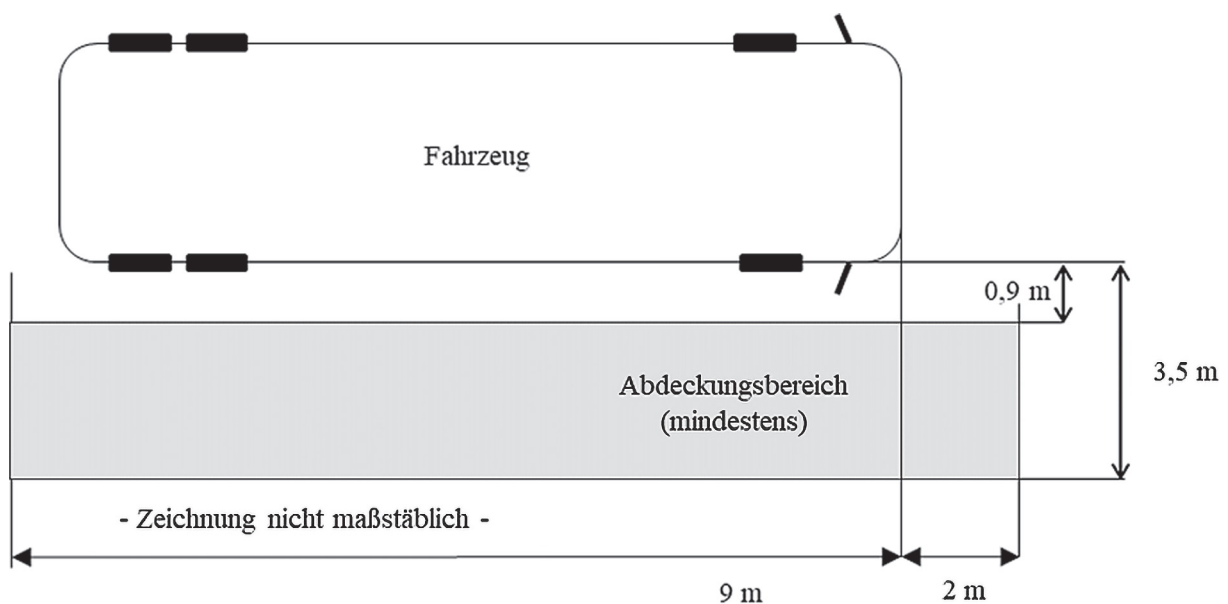 Fahrzeug
0,9 m
3,5 m
Abdeckungsbereich
(mindestens)
- Zeichnung nicht maßstäblich -
9 m
2 m